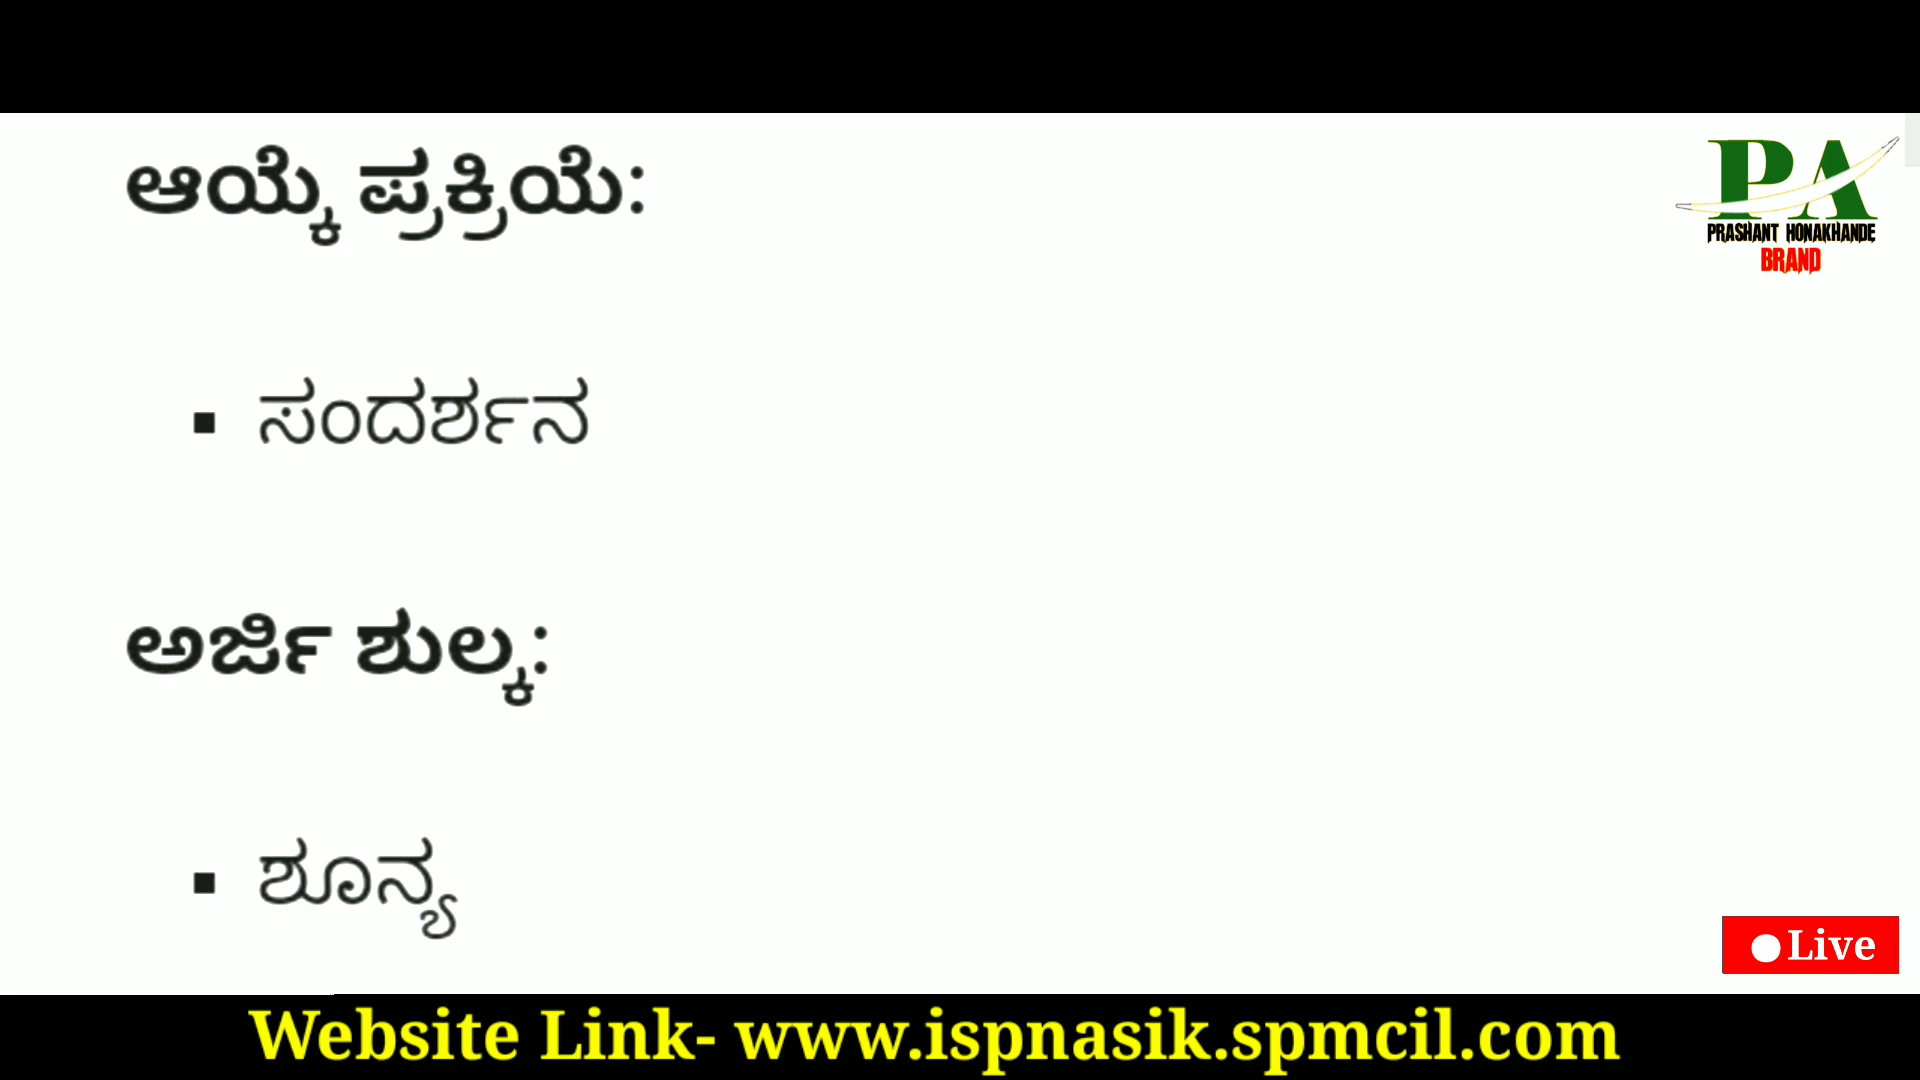 ಆಯ್ಕೆ ಪ್ರಕ್ರಿಯೆ:
PA
PRASHANT HONAKHANDE
BRAND
ಸಂದರ್ಶನ
ಅರ್ಜಿ ಶುಲ್ಕ:
ಶೂನ್ಯ
Live
Website Link- www.ispnasik.spmcil.com